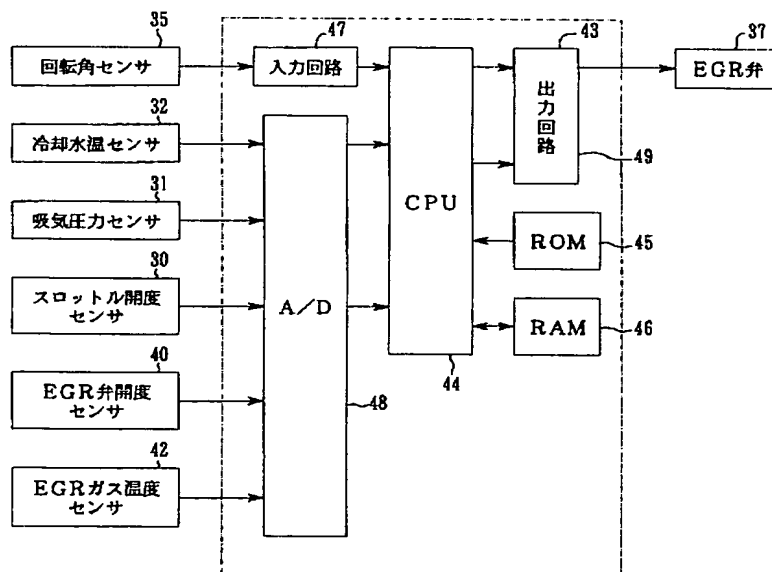 35
回転角センサ
47
入力回路
43
出力回路
49
37
EGR弁
32
冷却水温センサ
31
吸気圧力センサ
30
スロットル開度
センサ
40
EGR弁開度
センサ
42
EGRガス温度
センサ
A/D
48
CPU
44
ROM
45
RAM
46